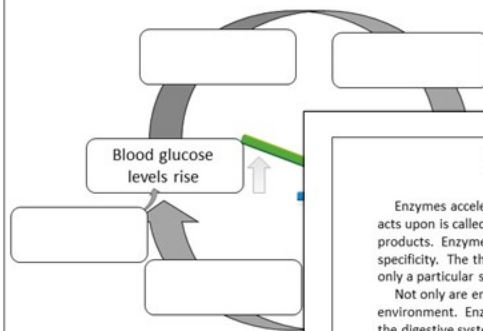 Blood glucose
levels rise
Enzymes accele
acts upon is called
products. Enzyme
specificity. The th
only a particular s
Not only are en
environment. Enz
the digestive syste